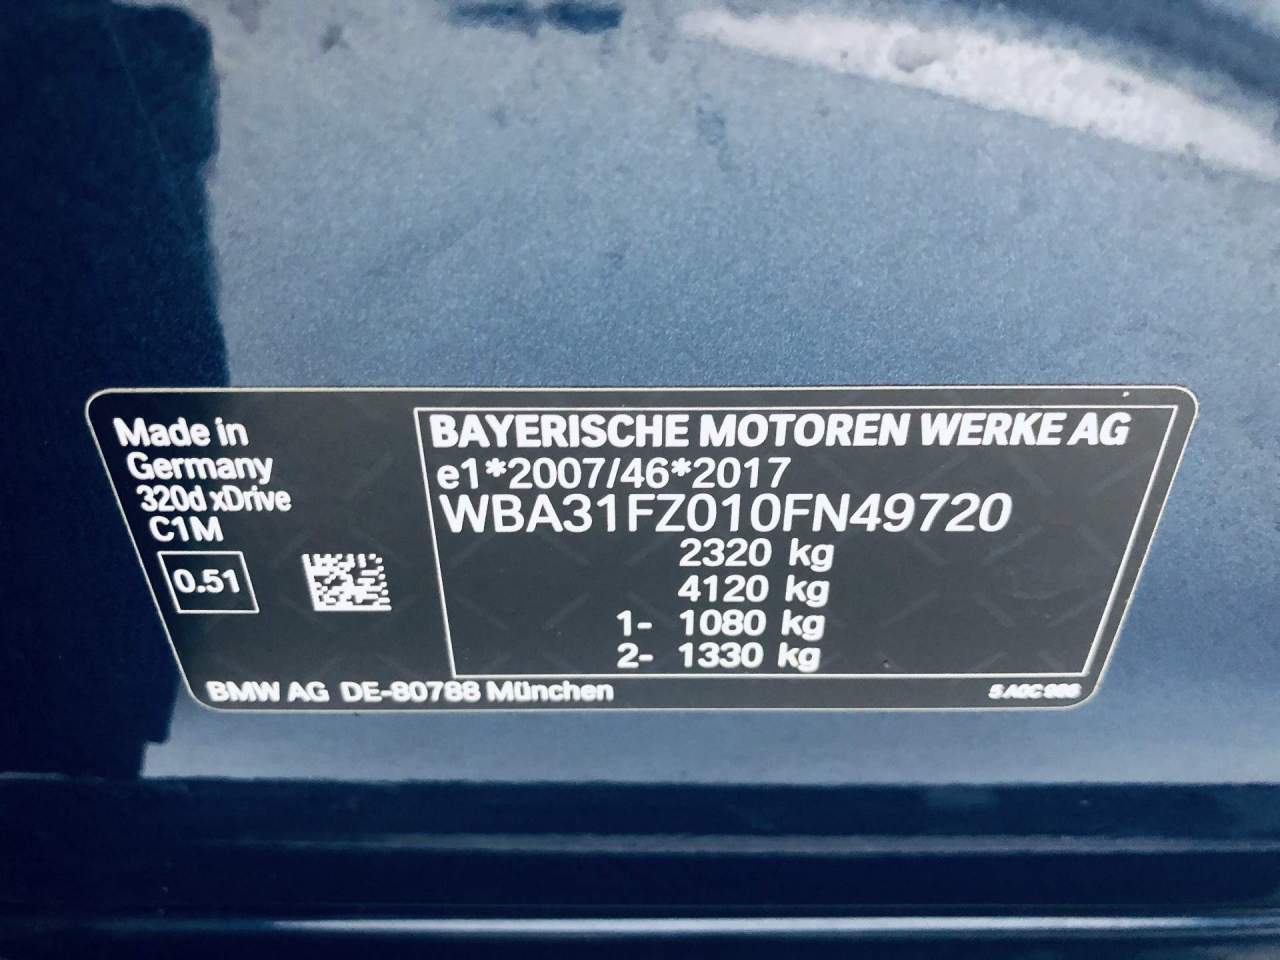 Made in
Germany
320d xDrive
C1M
0.51
BMW AG DE-80788 München
BAYERISCHE MOTOREN WERKE AG
e1*2007/46*2017
WBA31FZ010FN49720
2320 kg
4120 kg
1- 1080 kg
2- 1330 kg